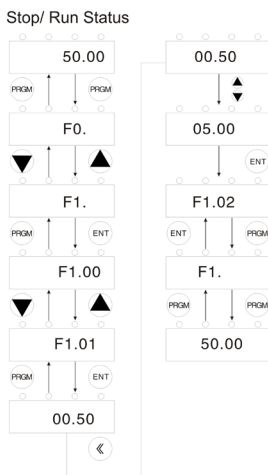 Stop/ Run Status
50.00
PRGM PRGM
F0.
F1.
PRGM ENT
F1.00
F1.01
PRGM ENT
00.50
00.50
05.00
ENT
F1.02
ENT PRGM
F1.
PRGM PRGM
50.00